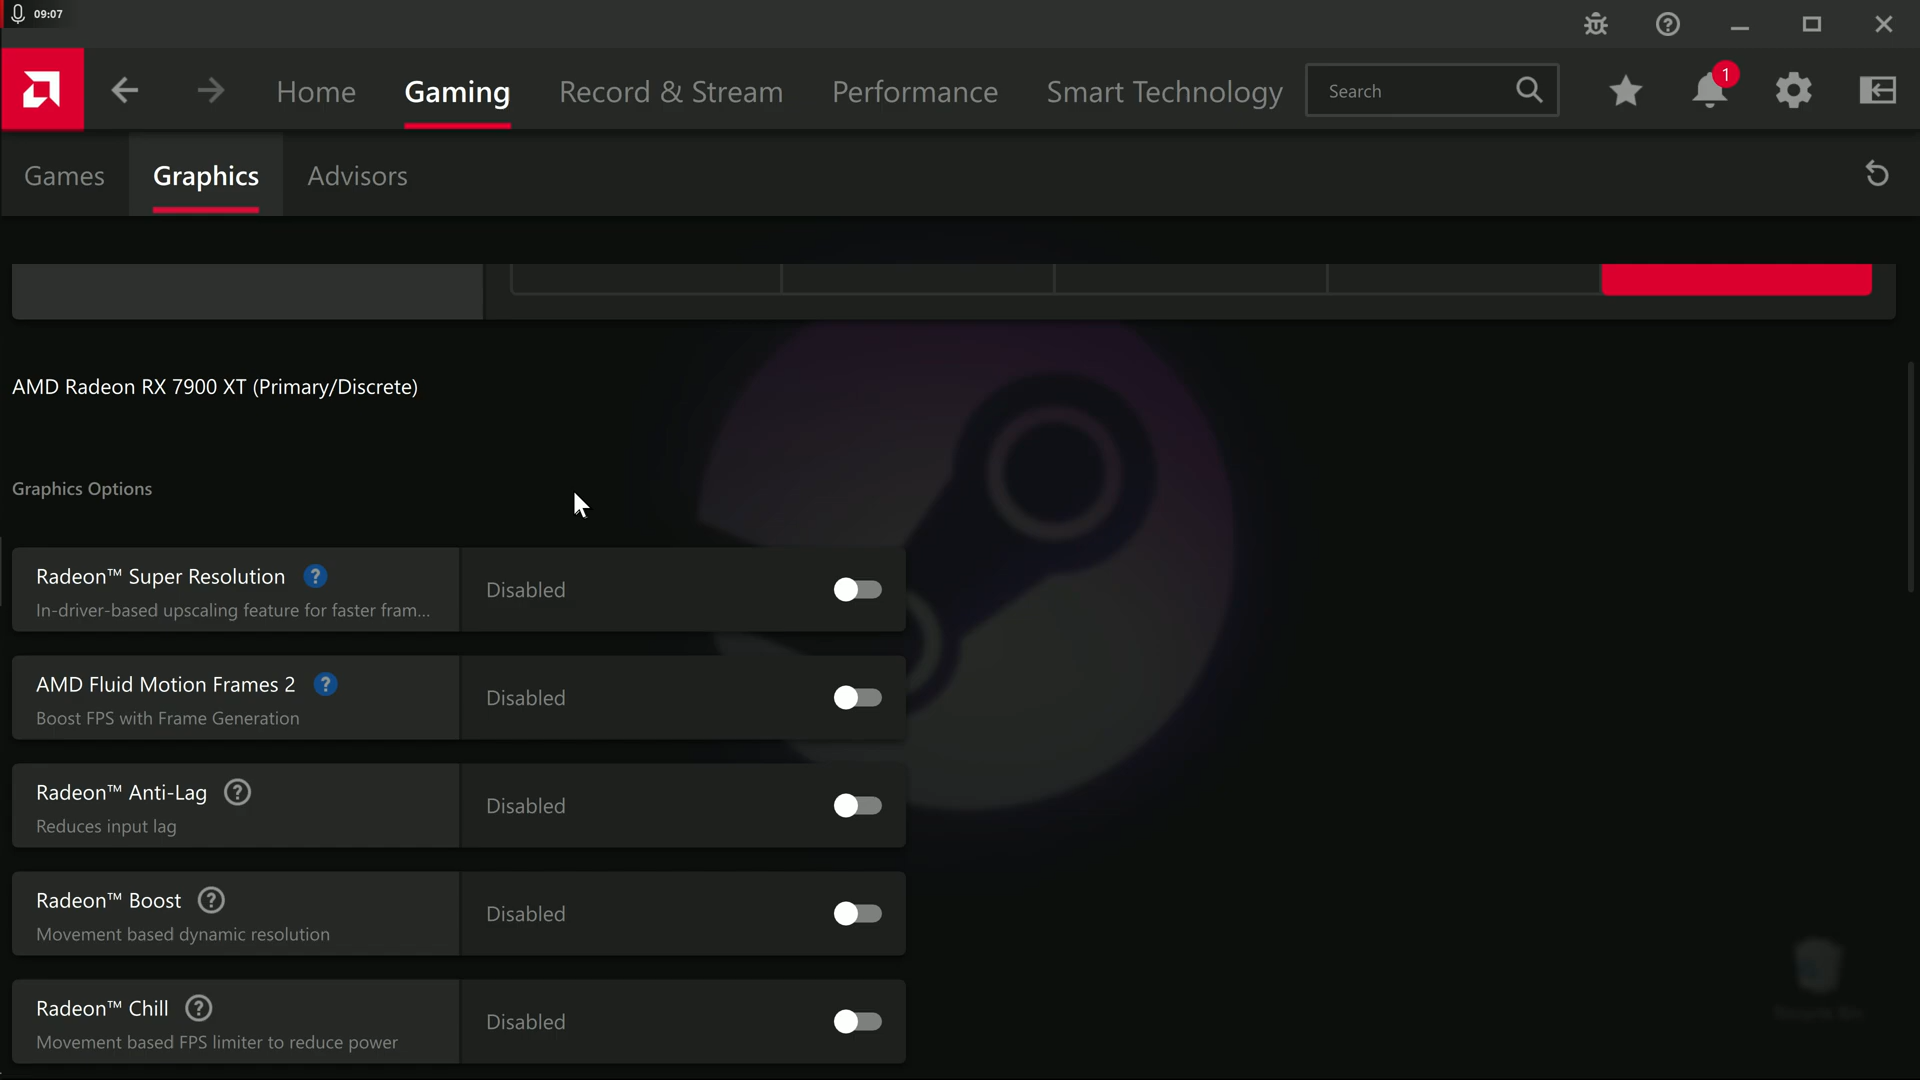 09:07
Home
Gaming
Record & Stream
Performance
Smart Technology
Search
1
Games
Graphics
Advisors
AMD Radeon RX 7900 XT (Primary/Discrete)
Graphics Options
Radeon™ Super Resolution ?
In-driver-based upscaling feature for faster fram...
Disabled
AMD Fluid Motion Frames 2 ?
Boost FPS with Frame Generation
Disabled
Radeon™ Anti-Lag ?
Reduces input lag
Disabled
Radeon™ Boost ?
Movement based dynamic resolution
Disabled
Radeon™ Chill ?
Movement based FPS limiter to reduce power
Disabled